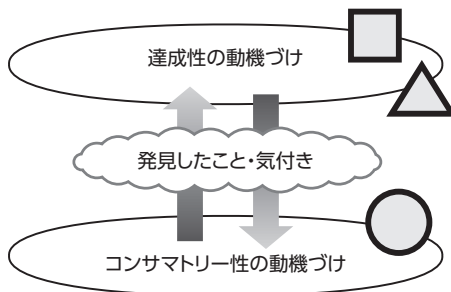 達成性の動機づけ
発見したこと・気付き
コンサマトリー性の動機づけ